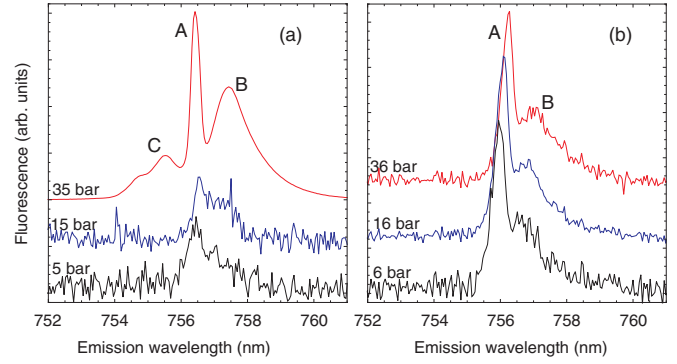 A
(a)
B
C
35 bar
15 bar
5 bar
752 754 756 758 760
Emission wavelength (nm)
Fluorescence (arb. units)
A
(b)
B
36 bar
16 bar
6 bar
752 754 756 758 760
Emission wavelength (nm)